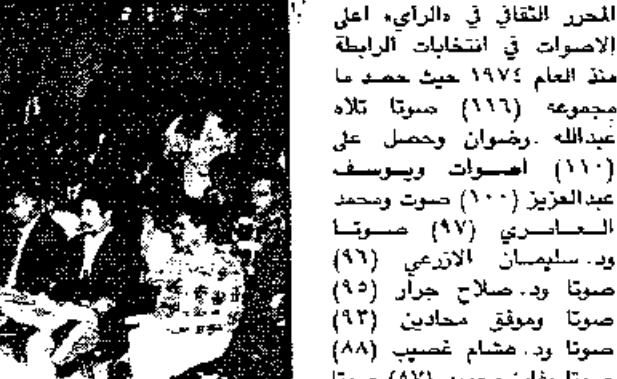 المحرر الثقافي في «الرأي» اعلى
الاصوات في انتخابات الرابطة
منذ العام ١٩٧٤ حيث حصد ما
مجموعه (١١٦) صوتا تلاه
عبدالله .رضوان وحصل على
(١١٠) اصوات ويوسف
عبدالعزيز (١٠٠) صوت ومحمد
العامري (٩٧) صوتا
ود. سليمان الازرعي (٩٦)
صوتا ود. صلاح جرار (٩٥)
صوتا وموفق محادين (٩٣)
صوتا ود. هشام غصيب (٨٨)